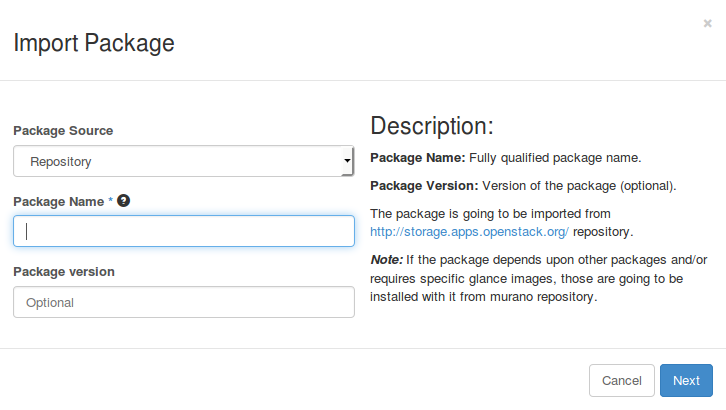 ×
Import Package
Package Source
Repository
Package Name * ?
Package version
Optional
Description:
Package Name: Fully qualified package name.
Package Version: Version of the package (optional).
The package is going to be imported from
http://storage.apps.openstack.org/ repository.
Note: If the package depends upon other packages and/or
requires specific glance images, those are going to be
installed with it from murano repository.
Cancel
Next